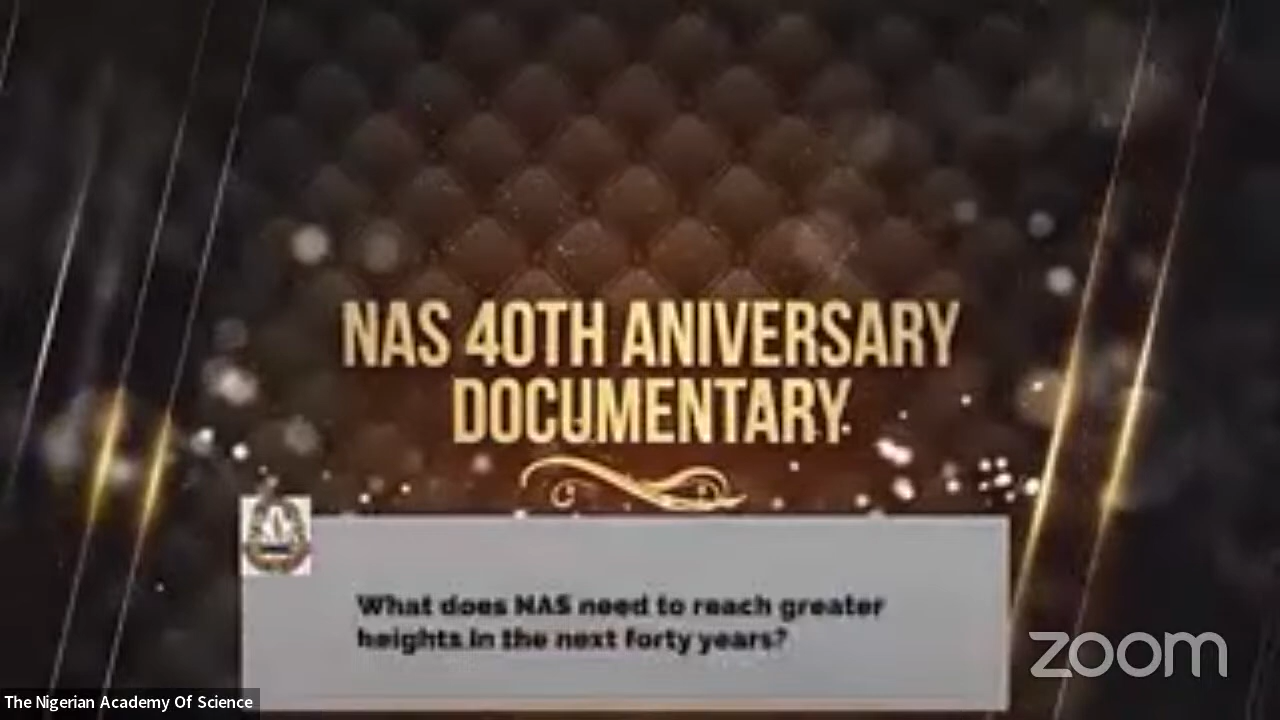 NAS 40TH ANIVERSARY
DOCUMENTARY
What does NAS need to reach greater
heights in the next forty years?
zoom
The Nigerian Academy Of Science